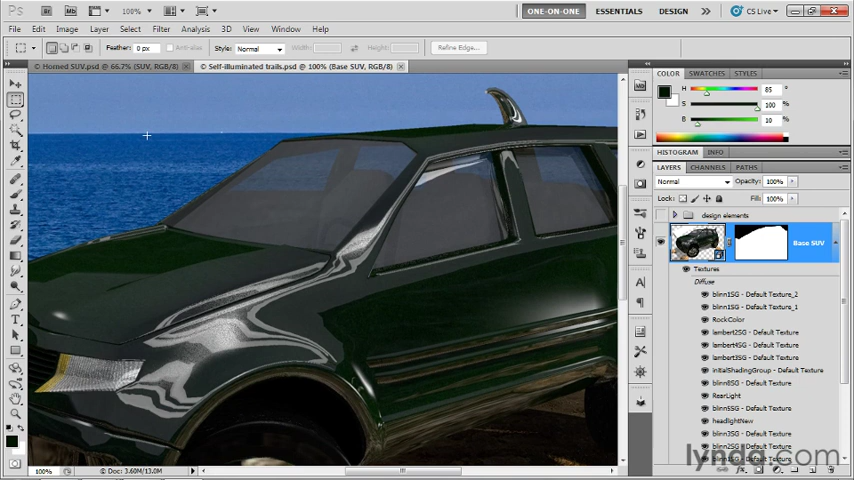 Ps Br Mb 100% ONE-ON-ONE ESSENTIALS DESIGN CS Live
File Edit Image Layer Select Filter Analysis 3D View Window Help
Feather: 0 px Anti-alias Style: Normal Width: Height: Refine Edge...
Horned SUV.psd @ 66.7% (SUV, RGB/8) Self-illuminated trails.psd @ 100% (Base SUV, RGB/8)
COLOR SWATCHES STYLES
H 85 °
S 100 %
B 10 %
HISTOGRAM INFO
LAYERS CHANNELS PATHS
Normal Opacity: 100%
Lock: Fill: 100%
design elements
Base SUV
Textures
Diffuse
blinn1SG - Default Texture_2
blinn1SG - Default Texture_1
RockColor
lambert2SG - Default Texture
lambert4SG - Default Texture
lambert3SG - Default Texture
initialShadingGroup - Default Texture
blinn8SG - Default Texture
RearLight
blinn5SG - Default Texture
headlightNew
blinn3SG - Default Texture
blinn2SG - Default Texture
lynda.com
100% Doc: 3.60M/13.0M